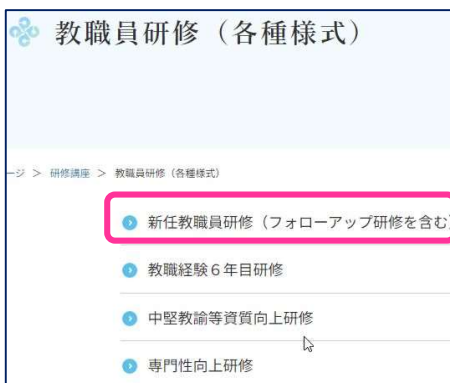 教職員研修（各種様式）
ージ > 研修講座 > 教職員研修（各種様式）
新任教職員研修（フォローアップ研修を含む）
教職経験６年目研修
中堅教諭等資質向上研修
専門性向上研修